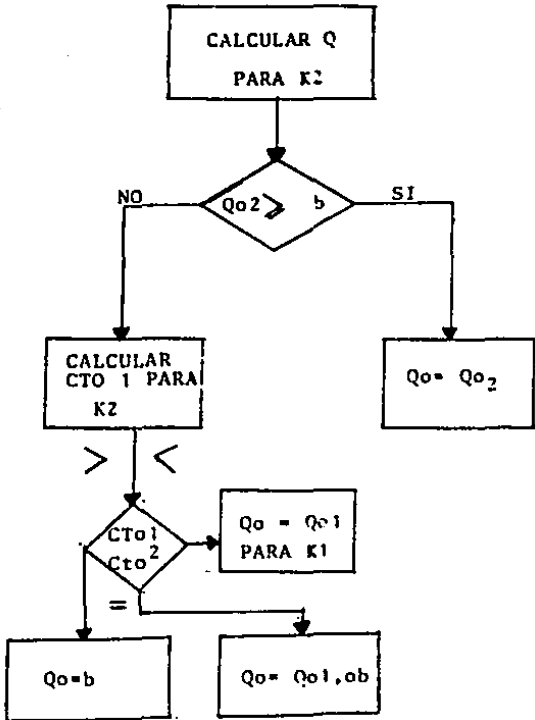 CALCULAR Q
PARA K2
NO
Qo2 ⩾ b
SI
CALCULAR
CTO 1 PARA
K2
Qo= Qo2
> <
CTo1
Cto2
Qo = Qo1
PARA K1
=
Qo=b
Qo= Qo1,ob